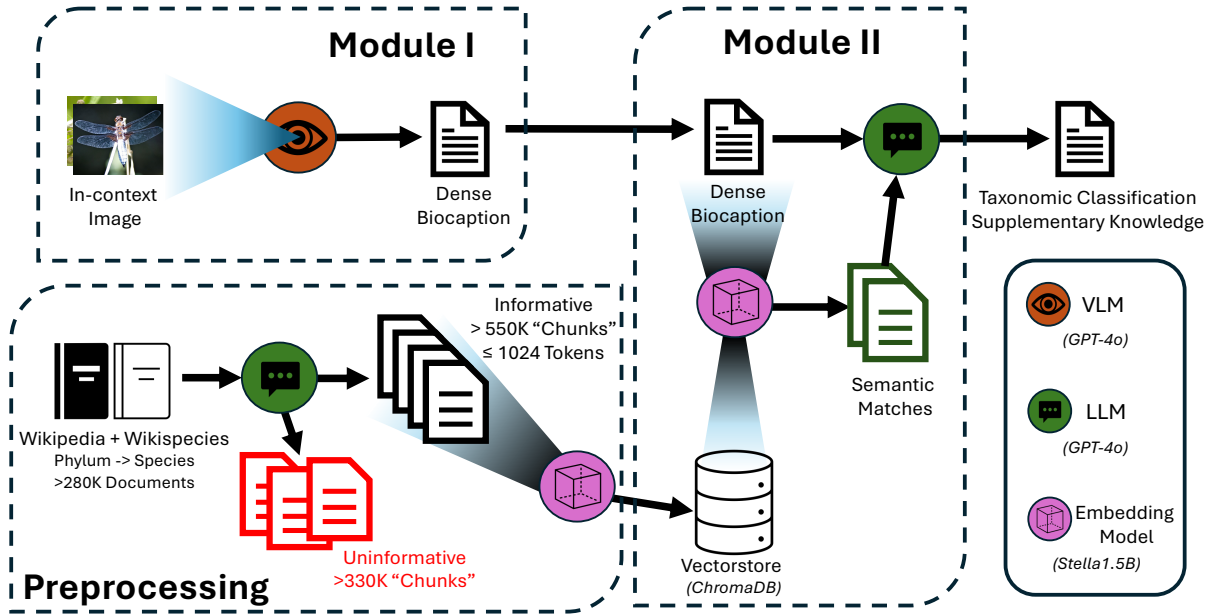 Module I
In-context
Image
Dense
Biocaption
Module II
Dense
Biocaption
Semantic
Matches
Vectorstore
(ChromaDB)
Taxonomic Classification
Supplementary Knowledge
Wikipedia + Wikispecies
Phylum -> Species
>280K Documents
Informative
> 550K “Chunks”
≤ 1024 Tokens
Uninformative
>330K “Chunks”
Preprocessing
VLM
(GPT-4o)
LLM
(GPT-4o)
Embedding
Model
(Stella1.5B)